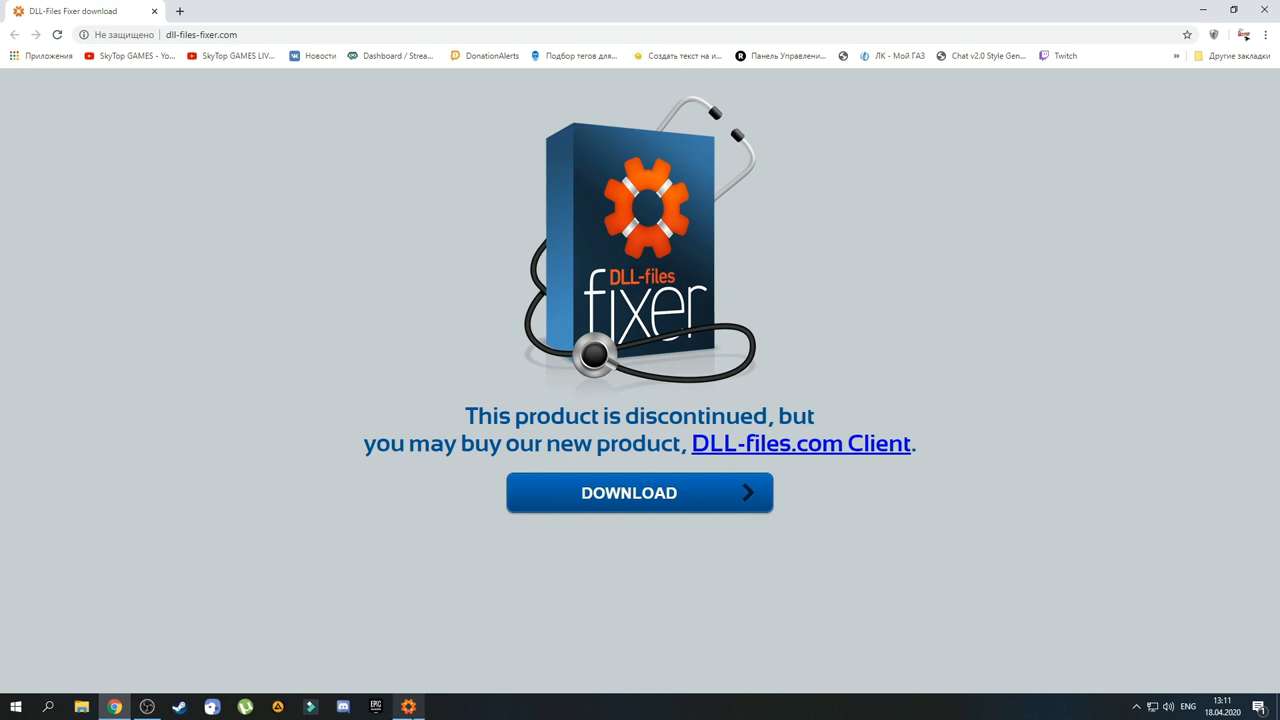 DLL-Files Fixer download
Не защищено
dll-files-fixer.com
Приложения
SkyTop GAMES - Yo...
SkyTop GAMES LIV...
Новости
Dashboard / Strea...
DonationAlerts
Подбор тегов для...
Создать текст на и...
Панель Управлени...
ЛК - Мой ГАЗ
Chat v2.0 Style Gen...
Twitch
»
Другие закладки
DLL-files
fixer
This product is discontinued, but
you may buy our new product, DLL-files.com Client.
DOWNLOAD
EPIC
ENG
13:11
18.04.2020
1